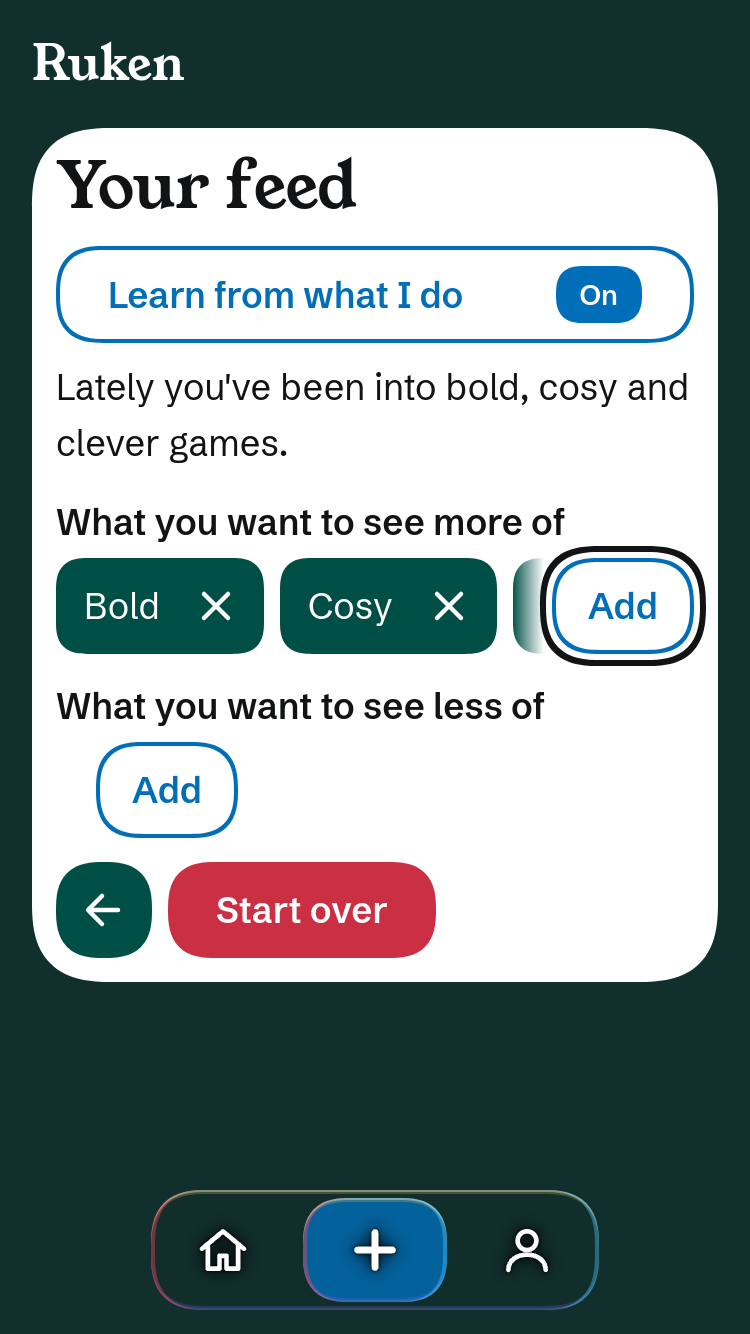 Ruken
Your feed
Learn from what I do On
Lately you've been into bold, cosy and
clever games.
What you want to see more of
Bold Cosy Add
What you want to see less of
Add
Start over